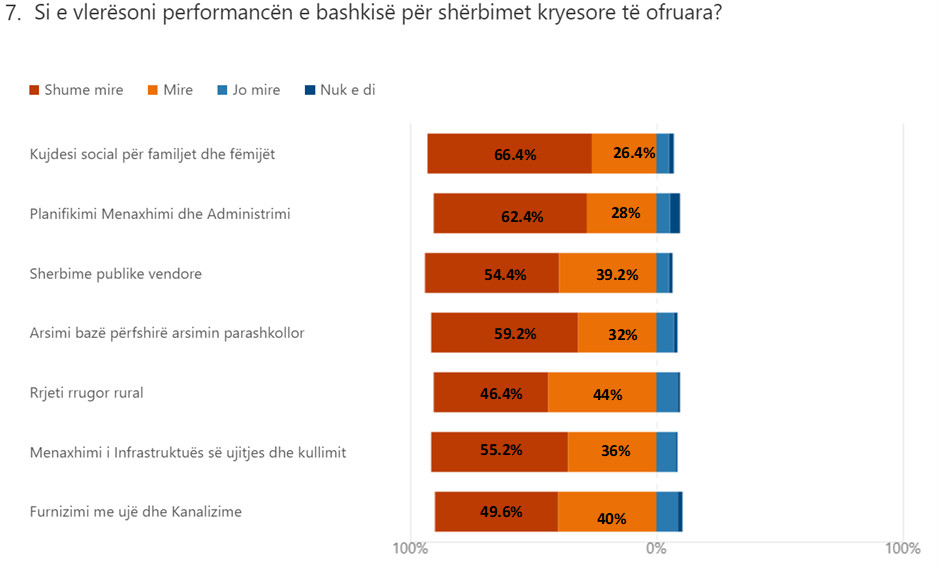 7. Si e vlerësoni performancën e bashkisë për shërbimet kryesore të ofruara?
Shume mire Mire Jo mire Nuk e di
Kujdesi social për familjet dhe fëmijët 66.4% 26.4%
Planifikimi Menaxhimi dhe Administrimi 62.4% 28%
Sherbime publike vendore 54.4% 39.2%
Arsimi bazë përfshirë arsimin parashkollor 59.2% 32%
Rrjeti rrugor rural 46.4% 44%
Menaxhimi i Infrastruktuës së ujitjes dhe kullimit 55.2% 36%
Furnizimi me ujë dhe Kanalizime 49.6% 40%
100% 0% 100%